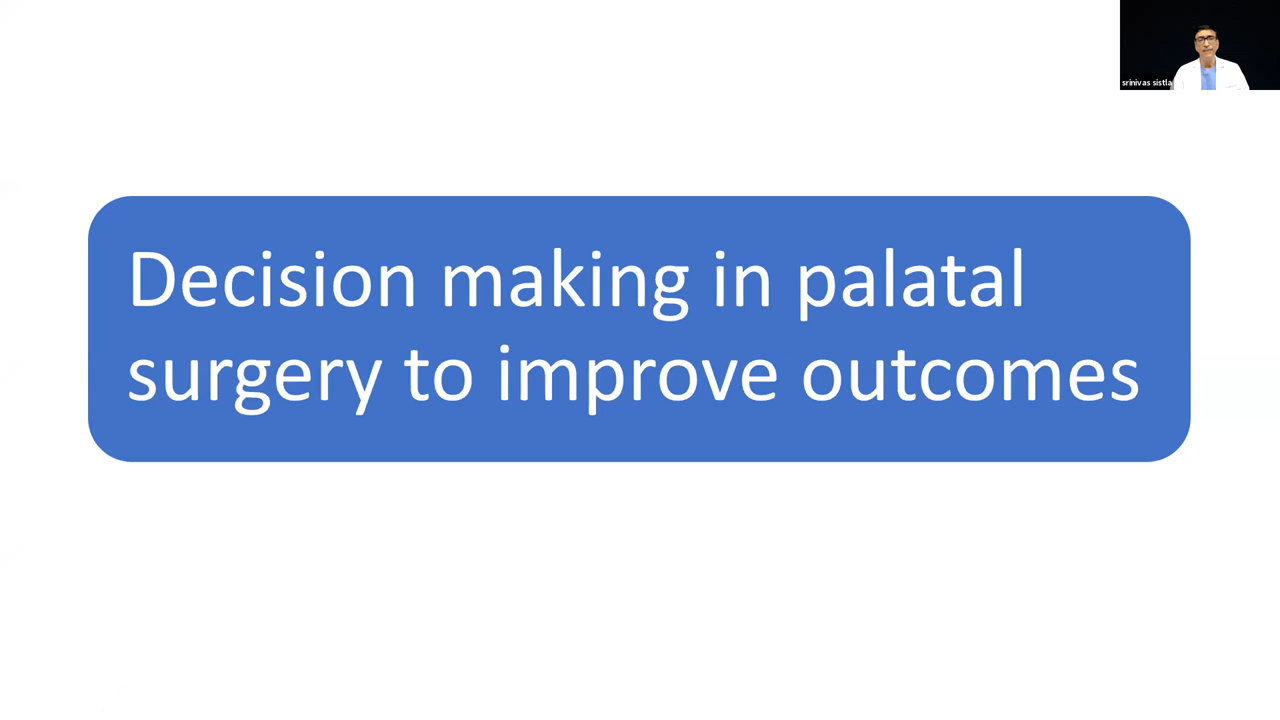 srinivas sistla
Decision making in palatal
surgery to improve outcomes